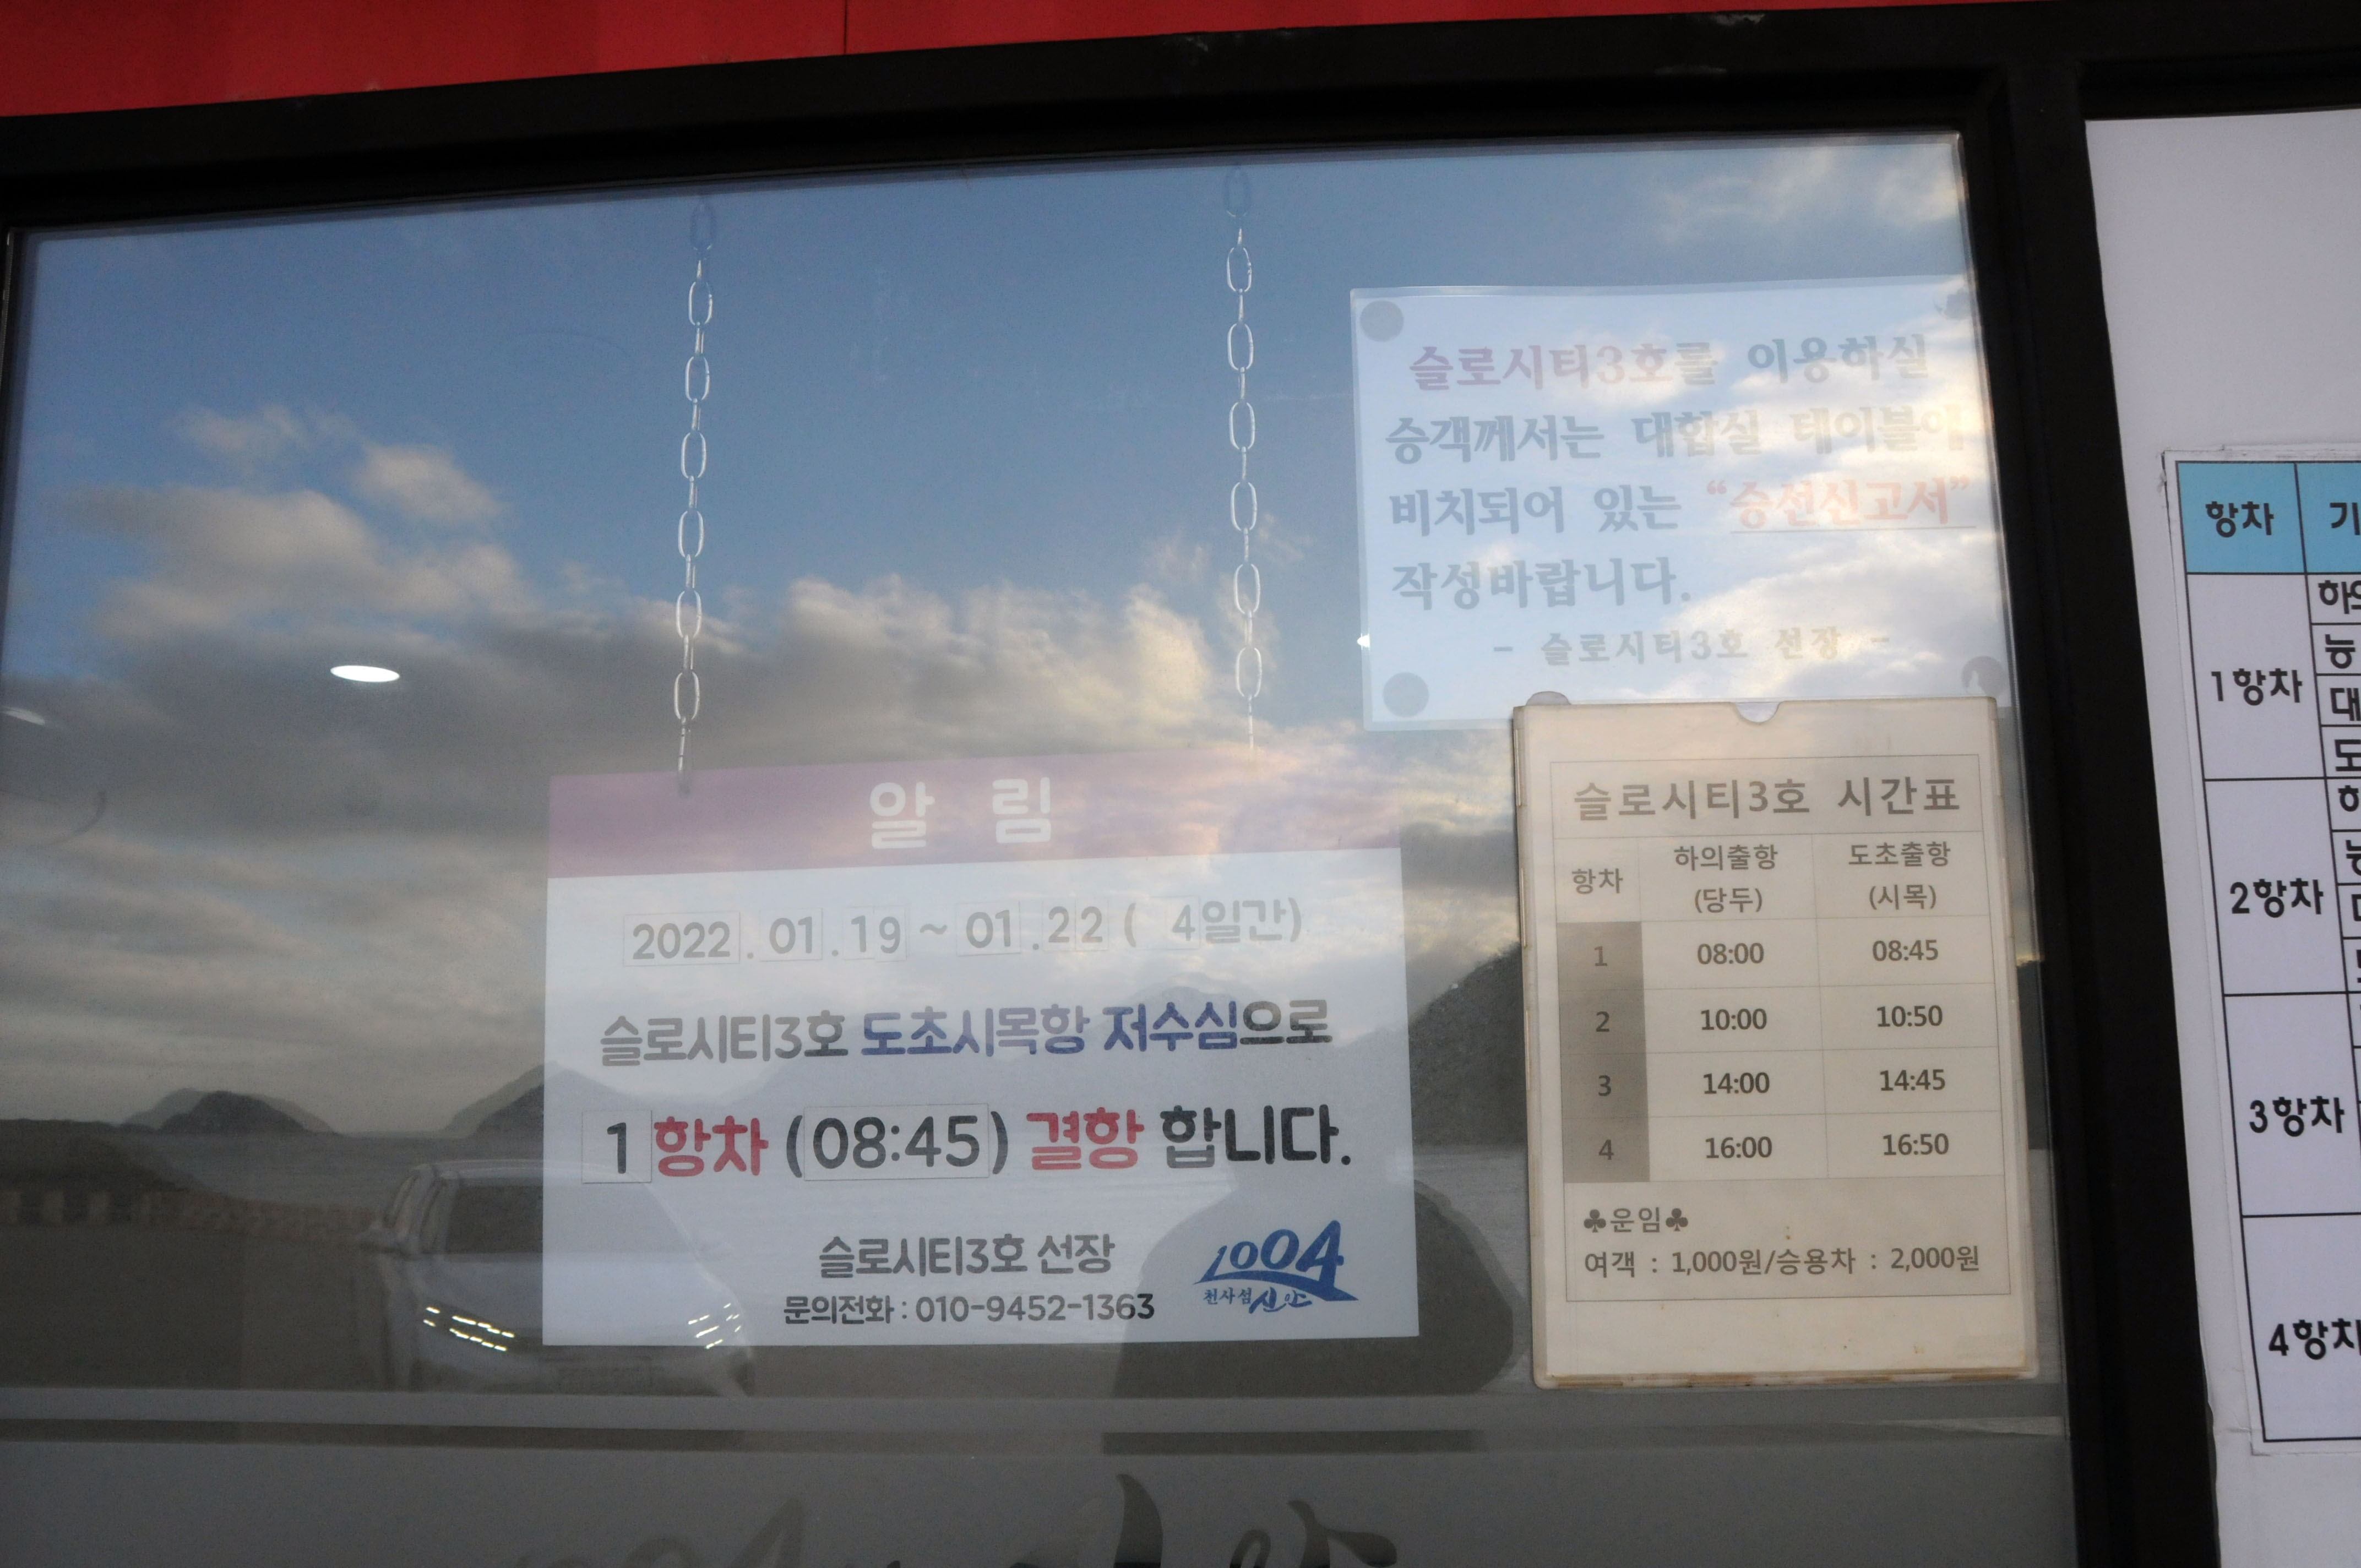 슬로시티3호를 이용하실
승객께서는 대합실 테이블에
비치되어 있는 “승선신고서”
작성바랍니다.
- 슬로시티3호 선장 -
알 림
2022.01.19 ~ 01.22 ( 4일간)
슬로시티3호 도초시목항 저수심으로
1 항차 (08:45) 결항 합니다.
슬로시티3호 선장
문의전화 : 010-9452-1363
1004
천사섬 신안
슬로시티3호 시간표
항차 하의출항 (당두) 도초출항 (시목)
1 08:00 08:45
2 10:00 10:50
3 14:00 14:45
4 16:00 16:50
♣운임♣
여객 : 1,000원/승용차 : 2,000원
항차
1항차
2항차
3항차
4항차